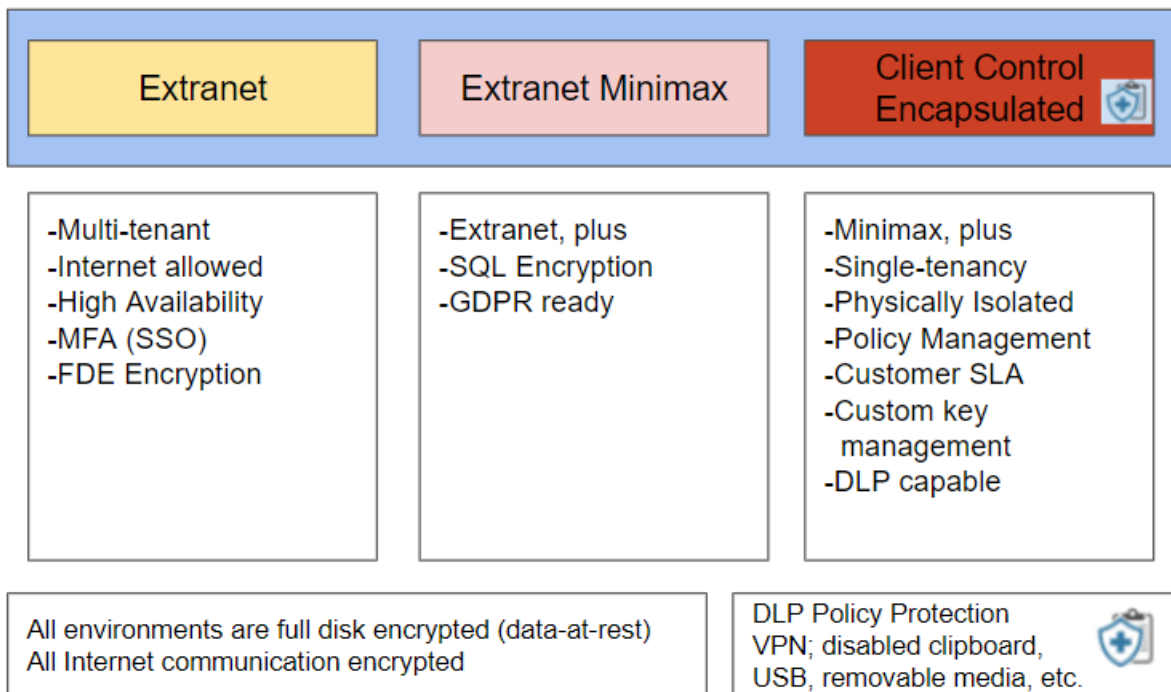 Extranet
Extranet Minimax
Client Control
Encapsulated
-Multi-tenant
-Internet allowed
-High Availability
-MFA (SSO)
-FDE Encryption
-Extranet, plus
-SQL Encryption
-GDPR ready
-Minimax, plus
-Single-tenancy
-Physically Isolated
-Policy Management
-Customer SLA
-Custom key
management
-DLP capable
All environments are full disk encrypted (data-at-rest)
All Internet communication encrypted
DLP Policy Protection
VPN; disabled clipboard,
USB, removable media, etc.